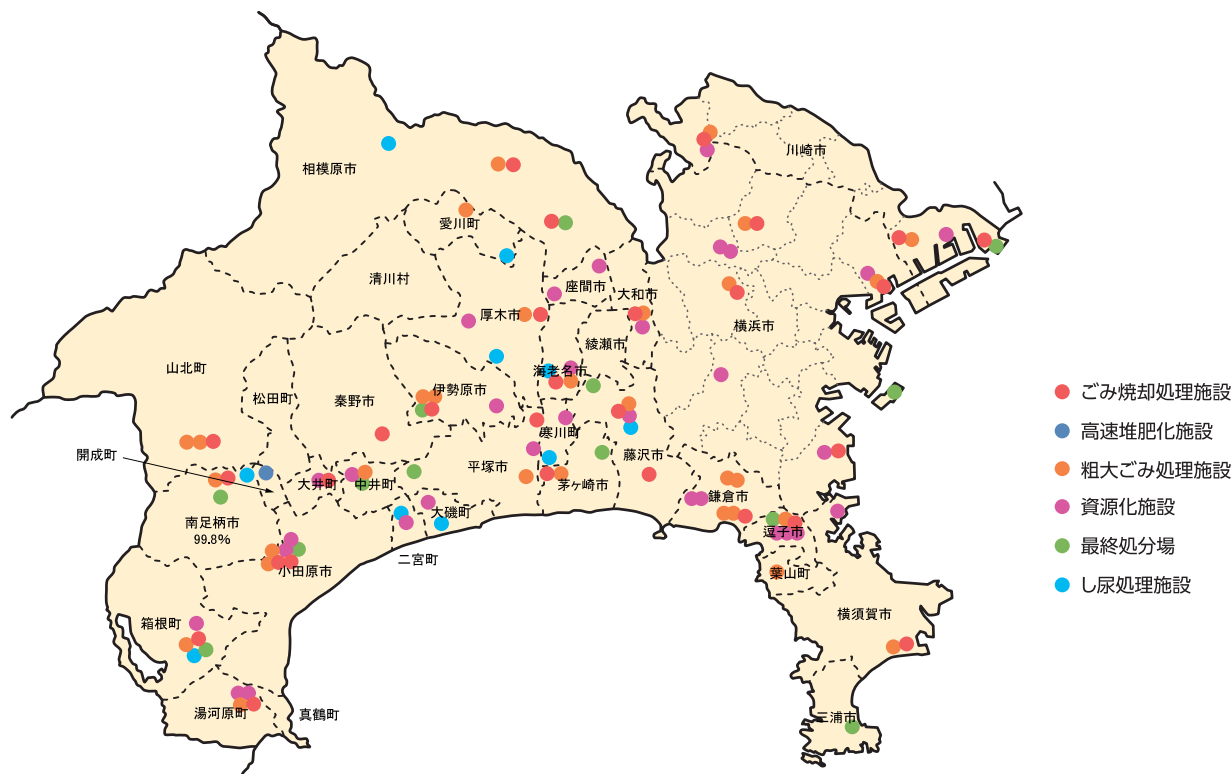 川崎市
相模原市
愛川町
清川村
座間市
大和市
厚木市
横浜市
綾瀬市
山北町
海老名市
伊勢原市
松田町
秦野市
寒川町
開成町
平塚市
藤沢市
大井町
中井町
茅ヶ崎市
鎌倉市
大磯町
南足柄市
99.8%
逗子市
二宮町
小田原市
葉山町
横須賀市
箱根町
湯河原町
真鶴町
三浦市
ごみ焼却処理施設
高速堆肥化施設
粗大ごみ処理施設
資源化施設
最終処分場
し尿処理施設